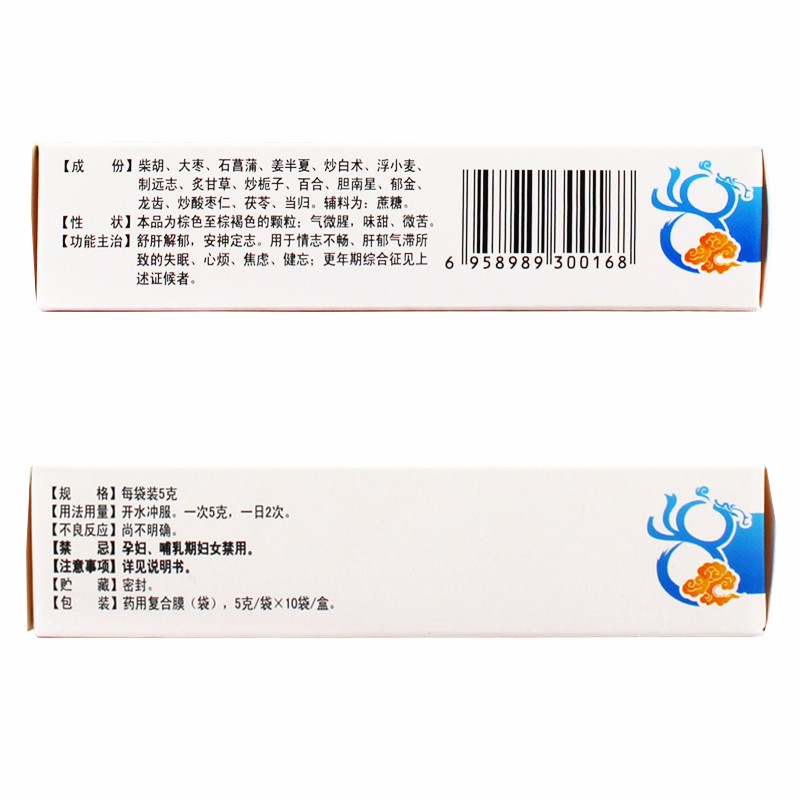 【成　份】柴胡、大枣、石菖蒲、姜半夏、炒白术、浮小麦、
制远志、炙甘草、炒栀子、百合、胆南星、郁金、
龙齿、炒酸枣仁、茯苓、当归。辅料为：蔗糖。
【性　状】本品为棕色至棕褐色的颗粒；气微腥，味甜、微苦。
【功能主治】舒肝解郁，安神定志。用于情志不畅、肝郁气滞所
致的失眠、心烦、焦虑、健忘；更年期综合征见上
述证候者。
6 958989 300168
【规　格】每袋装5克
【用法用量】开水冲服。一次5克，一日2次。
【不良反应】尚不明确。
【禁　忌】孕妇、哺乳期妇女禁用。
【注意事项】详见说明书。
【贮　藏】密封。
【包　装】药用复合膜（袋），5克/袋×10袋/盒。